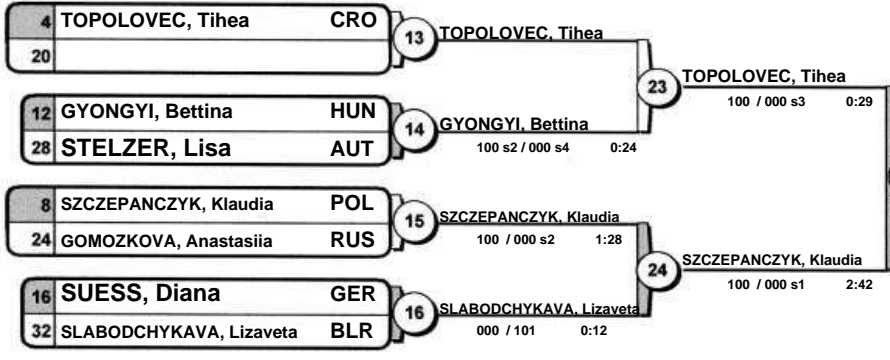 4 TOPOLOVEC, Tihea CRO
20
13
TOPOLOVEC, Tihea
12 GYONGYI, Bettina HUN
28 STELZER, Lisa AUT
14
GYONGYI, Bettina
100 s2 / 000 s4 0:24
23
TOPOLOVEC, Tihea
100 / 000 s3 0:29
8 SZCZEPANCZYK, Klaudia POL
24 GOMOZKOVA, Anastasiia RUS
15
SZCZEPANCZYK, Klaudia
100 / 000 s2 1:28
16 SUESS, Diana GER
32 SLABODCHYKAVA, Lizaveta BLR
16
SLABODCHYKAVA, Lizaveta
000 / 101 0:12
24
SZCZEPANCZYK, Klaudia
100 / 000 s1 2:42